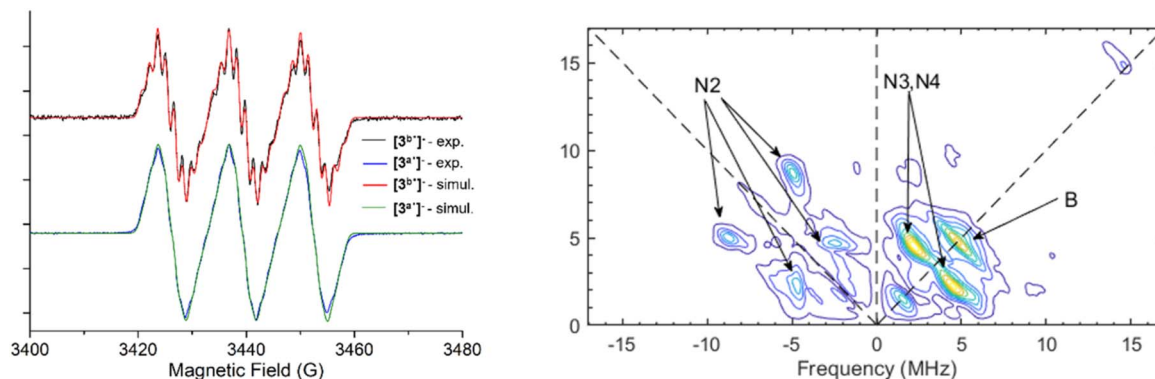 [3ᵇ˙]⁻ - exp.
[3ᵃ˙]⁻ - exp.
[3ᵇ˙]⁻ - simul.
[3ᵃ˙]⁻ - simul.
3400 3420 3440 3460 3480
Magnetic Field (G)
15
10
5
0
N2
N3,N4
B
-15 -10 -5 0 5 10 15
Frequency (MHz)